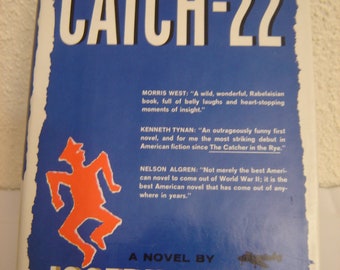 CATCH-22
MORRIS WEST: "A wild, wonderful, Rabelaisian
book, full of belly laughs and heart-stopping
moments of insight."
KENNETH TYNAN: "An outrageously funny first
novel, and for me the most striking debut in
American fiction since The Catcher in the Rye."
NELSON ALGREN: "Not merely the best Ameri-
can novel to come out of World War II; it is the
best American novel that has come out of any-
where in years."
A NOVEL BY